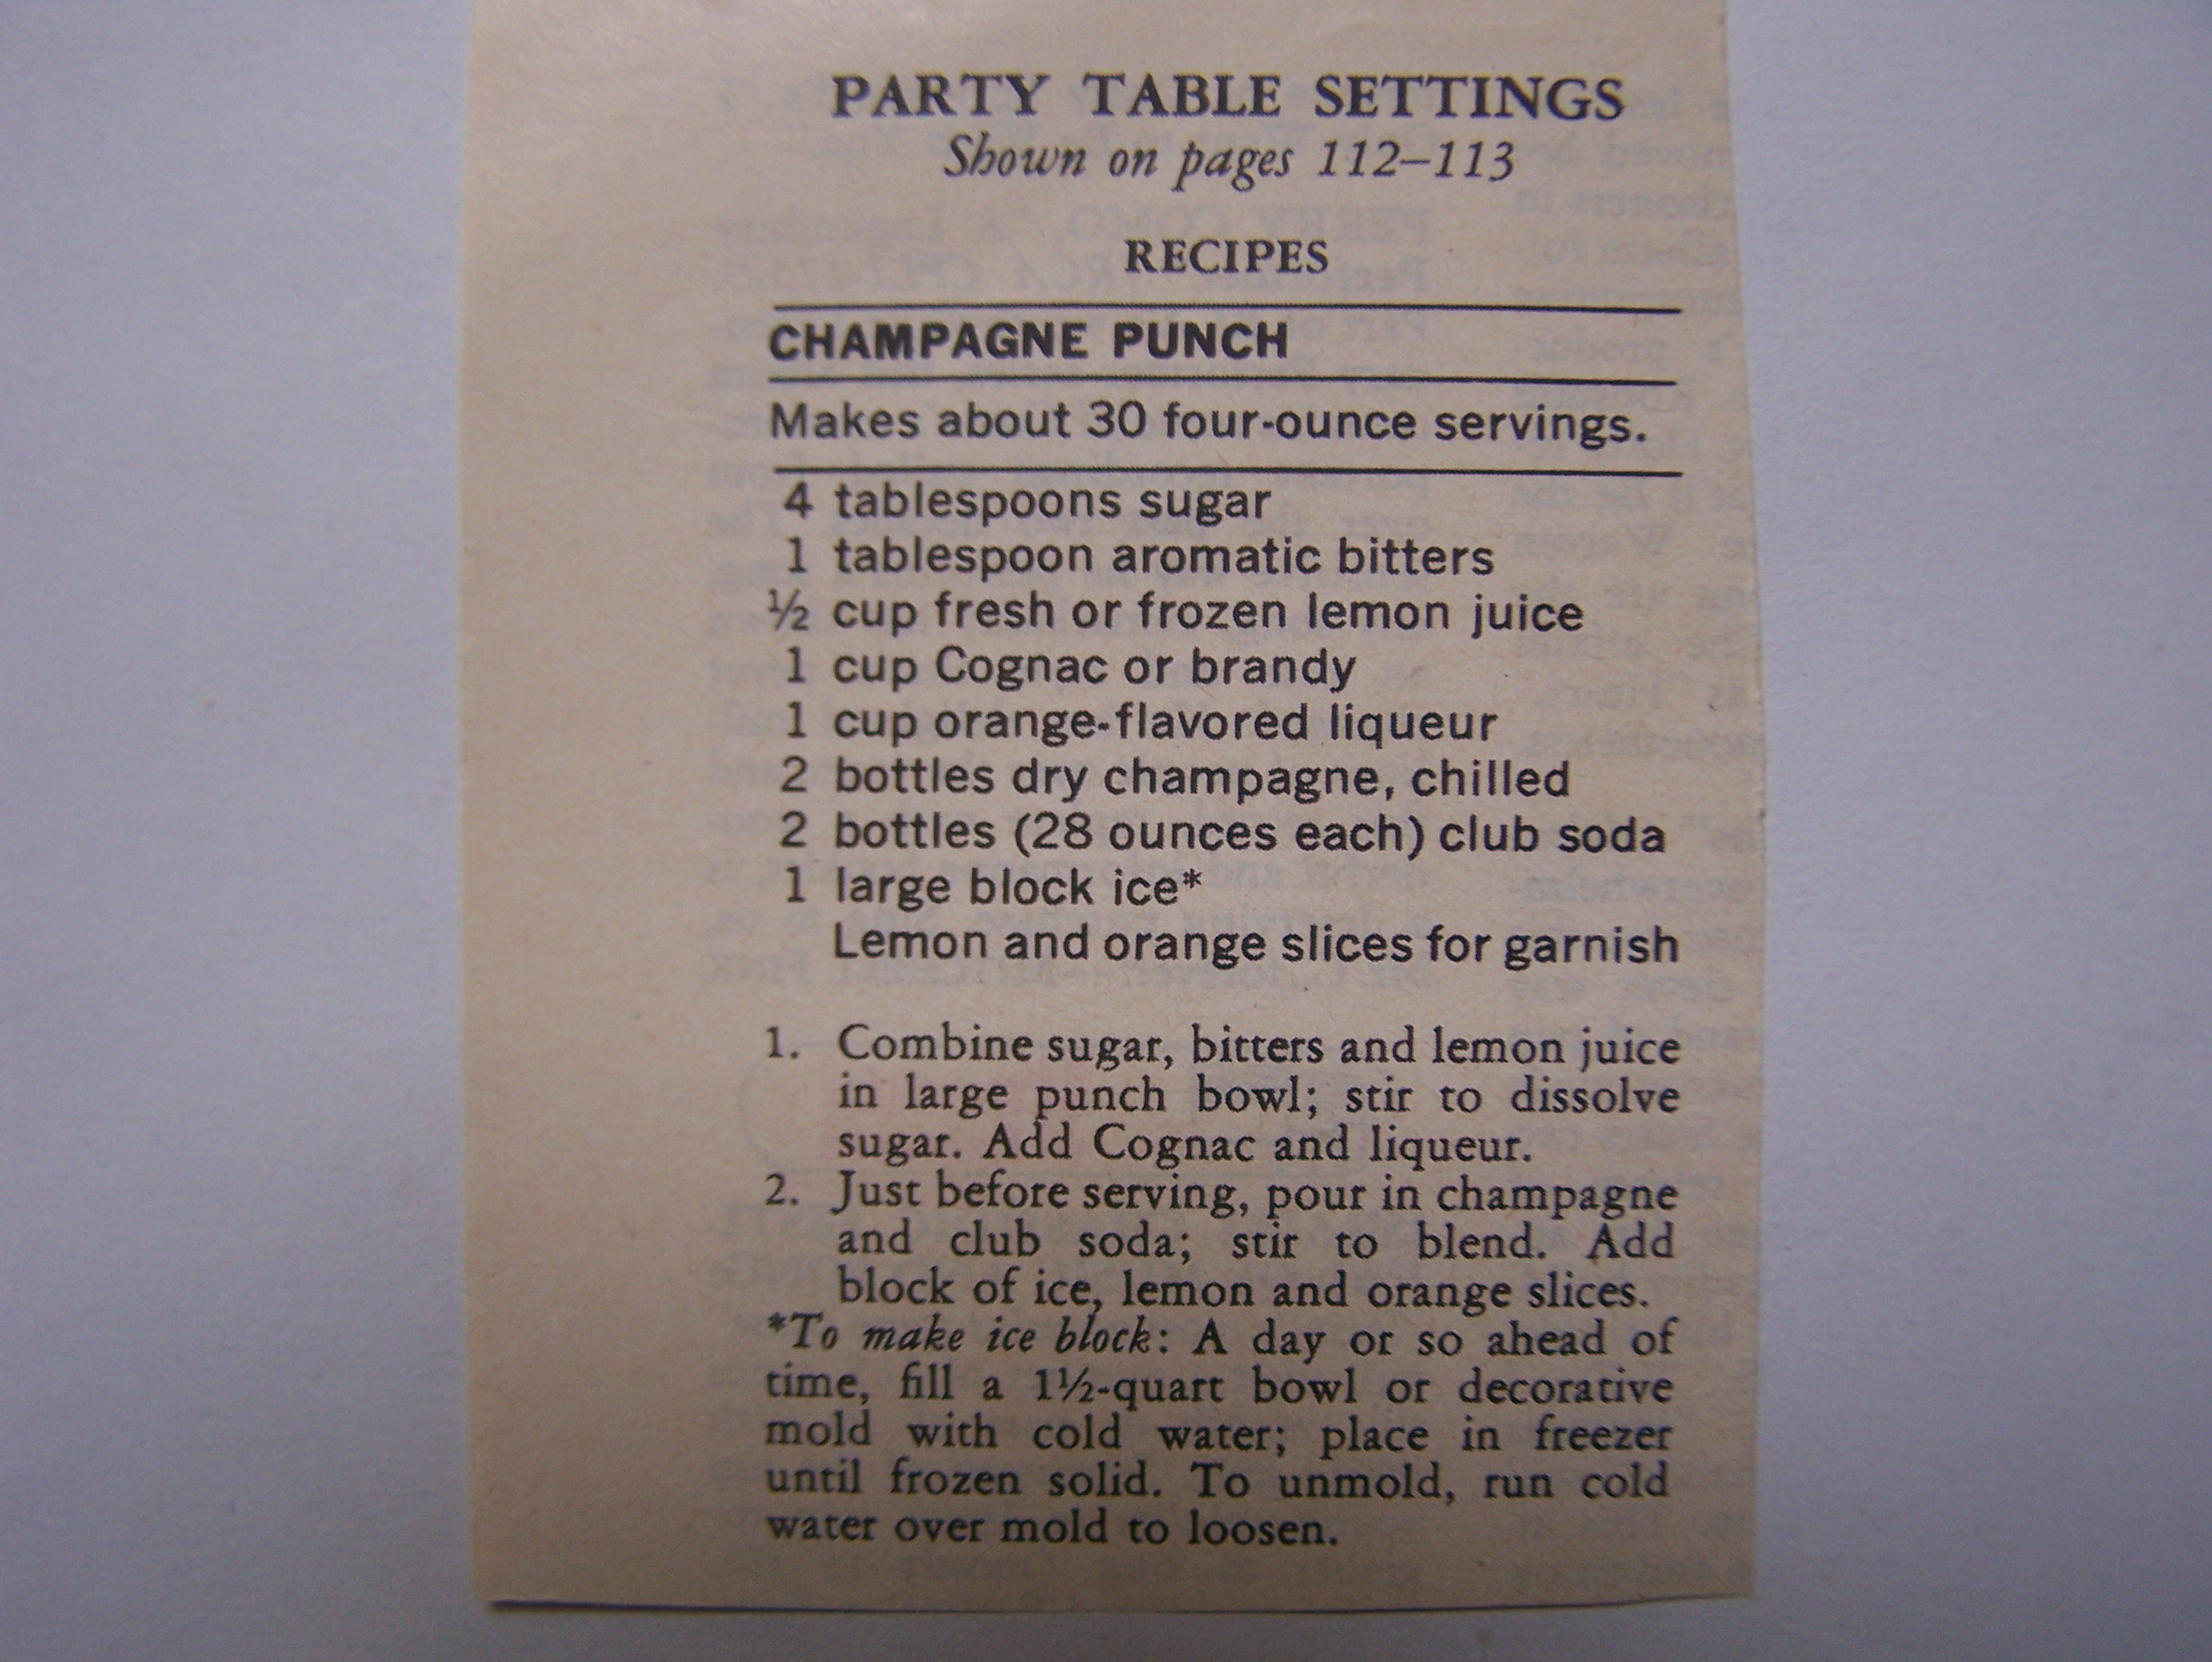 PARTY TABLE SETTINGS
Shown on pages 112–113
RECIPES
CHAMPAGNE PUNCH
Makes about 30 four-ounce servings.
4 tablespoons sugar
1 tablespoon aromatic bitters
½ cup fresh or frozen lemon juice
1 cup Cognac or brandy
1 cup orange-flavored liqueur
2 bottles dry champagne, chilled
2 bottles (28 ounces each) club soda
1 large block ice*
Lemon and orange slices for garnish
1. Combine sugar, bitters and lemon juice
in large punch bowl; stir to dissolve
sugar. Add Cognac and liqueur.
2. Just before serving, pour in champagne
and club soda; stir to blend. Add
block of ice, lemon and orange slices.
*To make ice block: A day or so ahead of
time, fill a 1½-quart bowl or decorative
mold with cold water; place in freezer
until frozen solid. To unmold, run cold
water over mold to loosen.